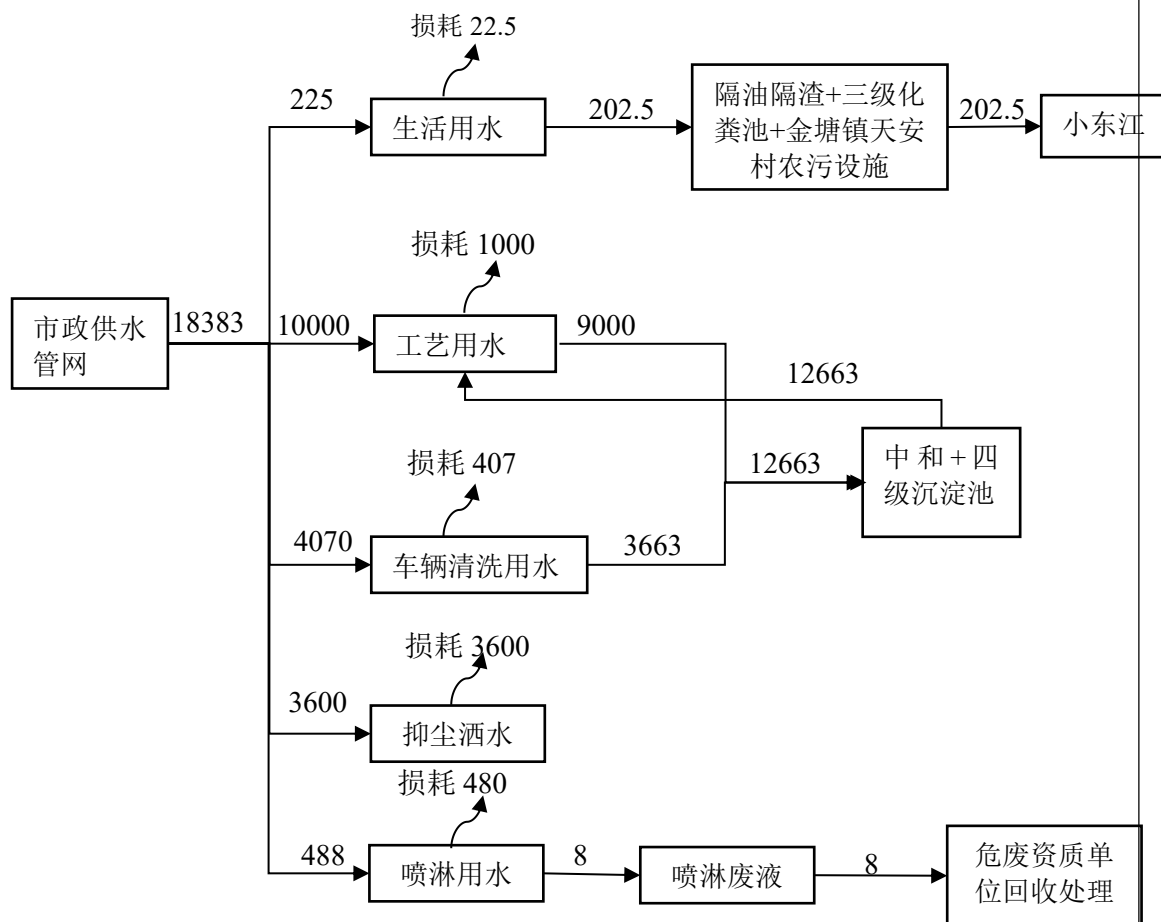 损耗 22.5
225
生活用水
202.5
隔油隔渣+三级化
粪池+金塘镇天安
村农污设施
202.5
小东江
损耗 1000
市政供水
管网
18383
10000
工艺用水
9000
12663
损耗 407
12663
中和+四
级沉淀池
4070
车辆清洗用水
3663
损耗 3600
3600
抑尘洒水
损耗 480
488
喷淋用水
8
喷淋废液
8
危废资质单
位回收处理